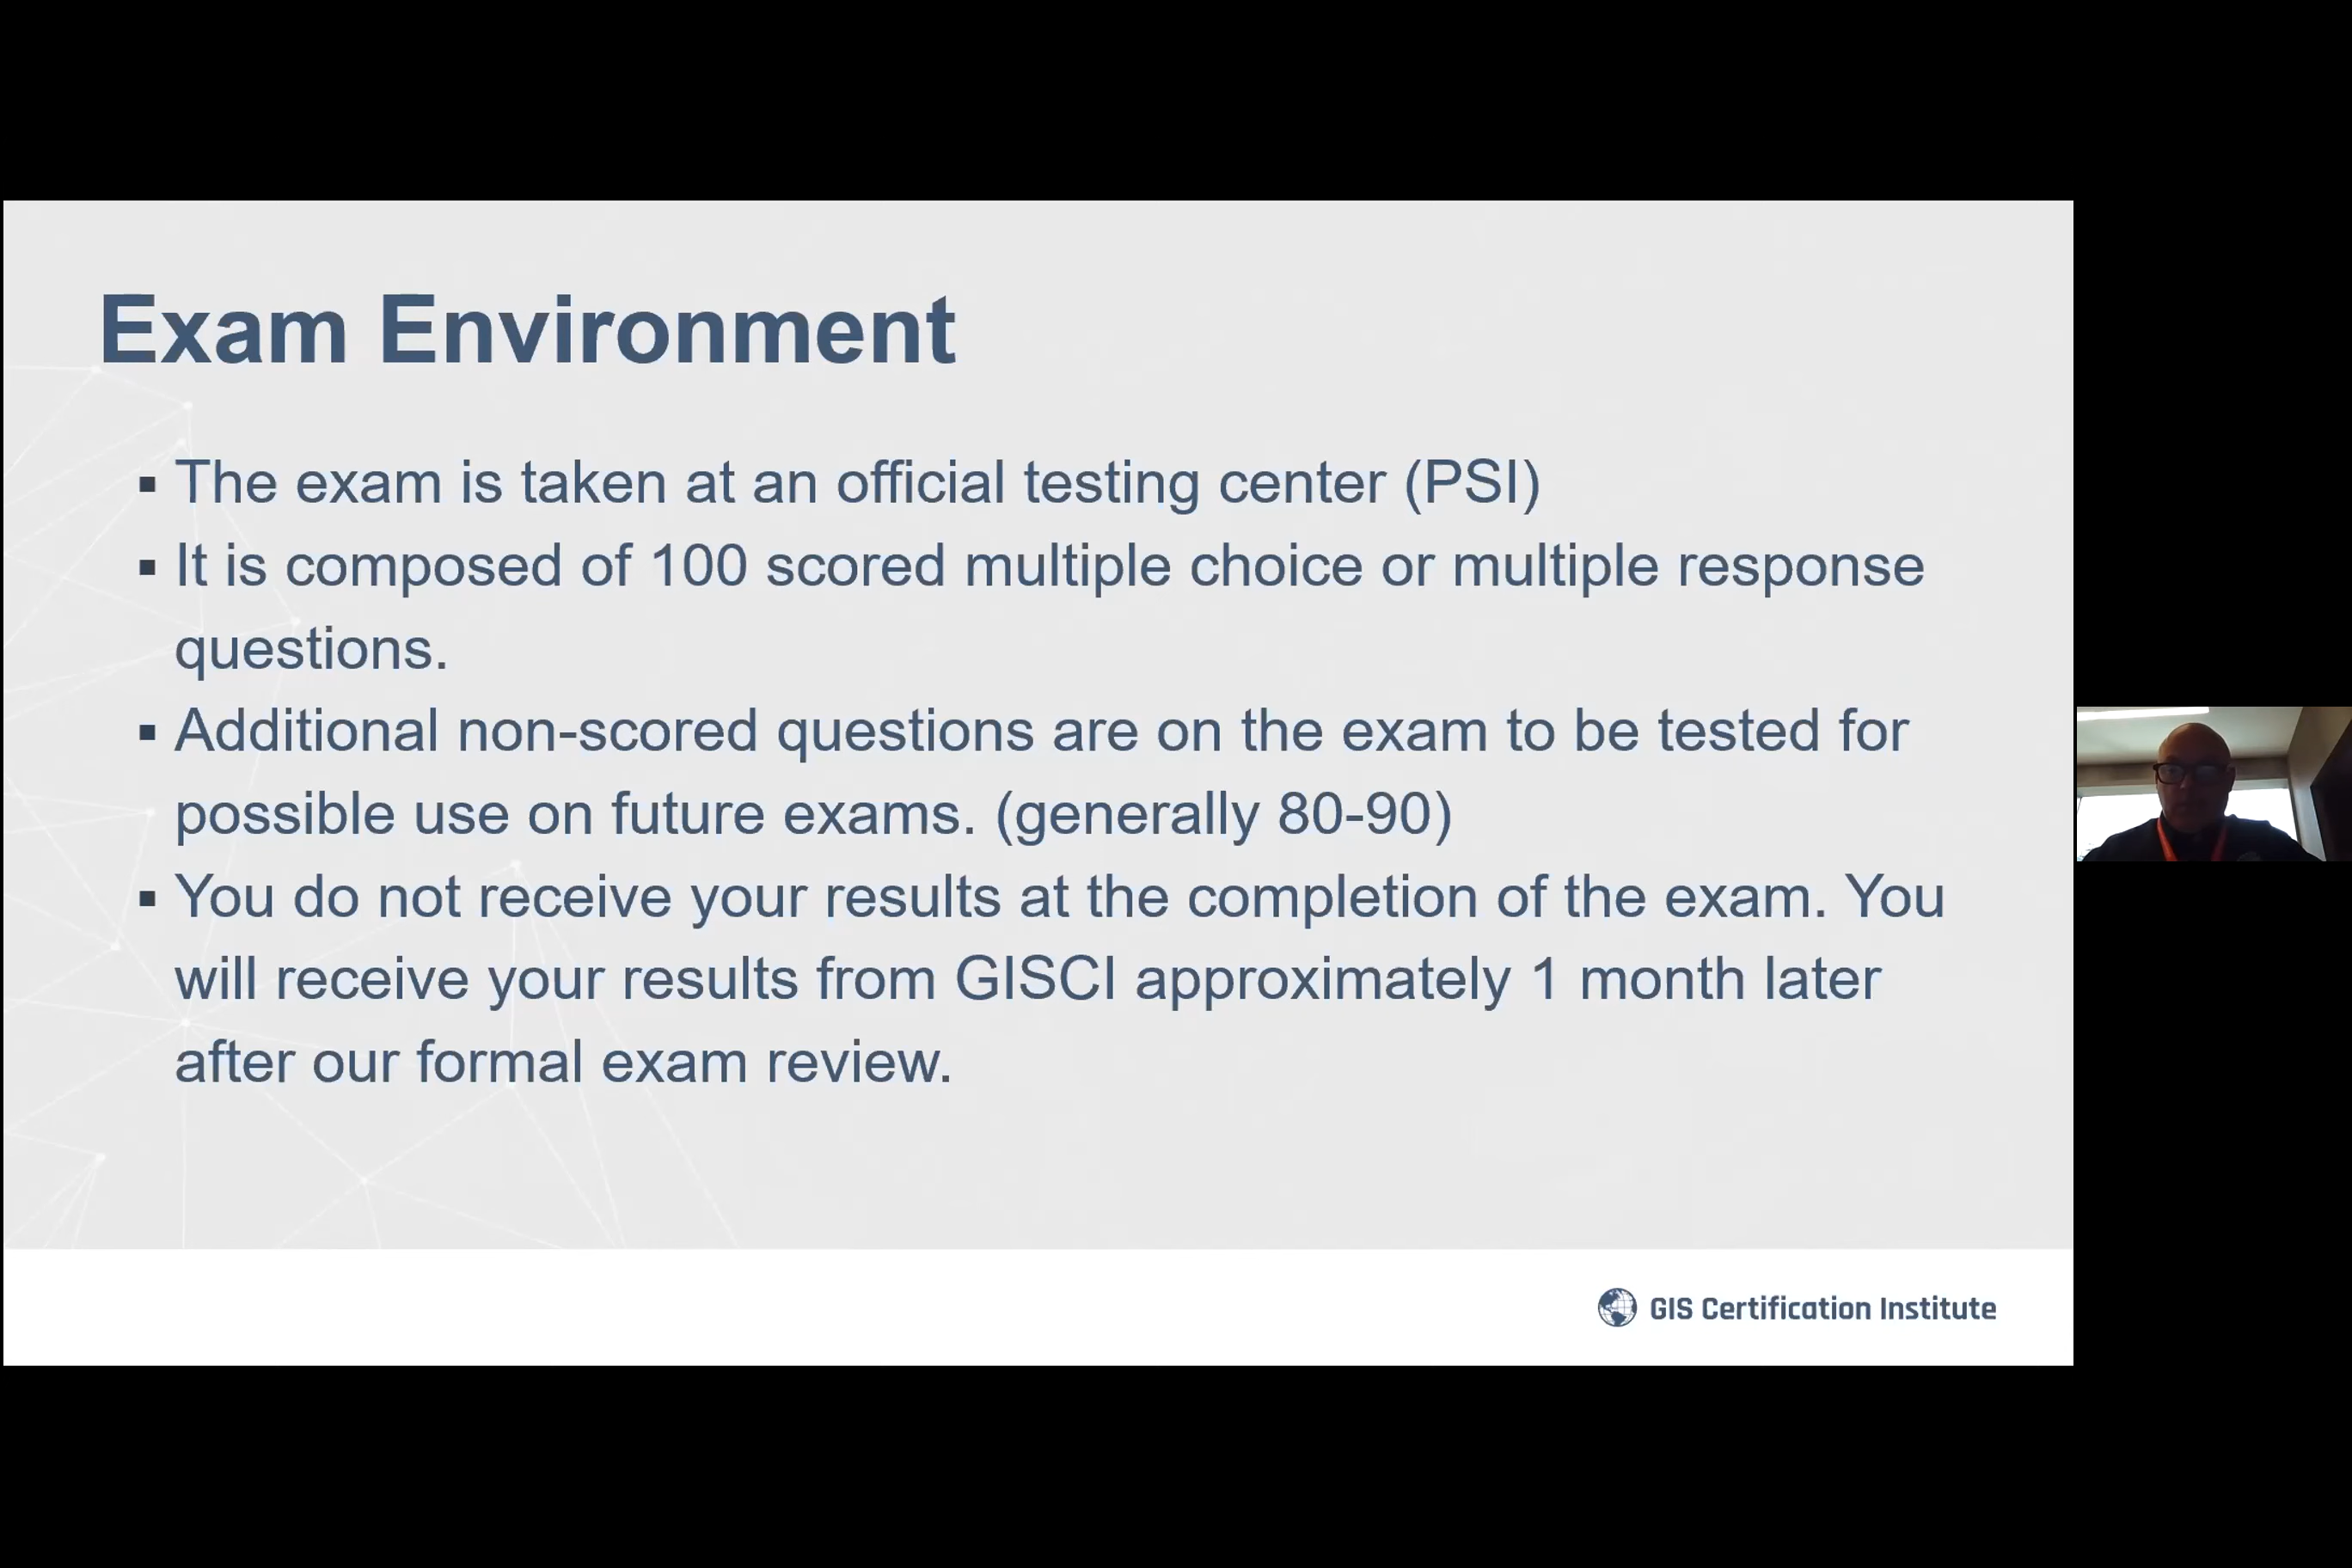 Exam Environment
▪ The exam is taken at an official testing center (PSI)
▪ It is composed of 100 scored multiple choice or multiple response
questions.
▪ Additional non-scored questions are on the exam to be tested for
possible use on future exams. (generally 80-90)
▪ You do not receive your results at the completion of the exam. You
will receive your results from GISCI approximately 1 month later
after our formal exam review.
GIS Certification Institute